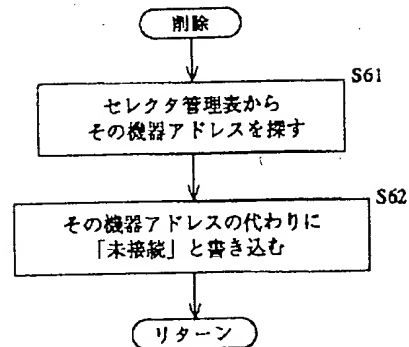 削除
S61
セレクタ管理表から
その機器アドレスを探す
S62
その機器アドレスの代わりに
「未接続」と書き込む
リターン